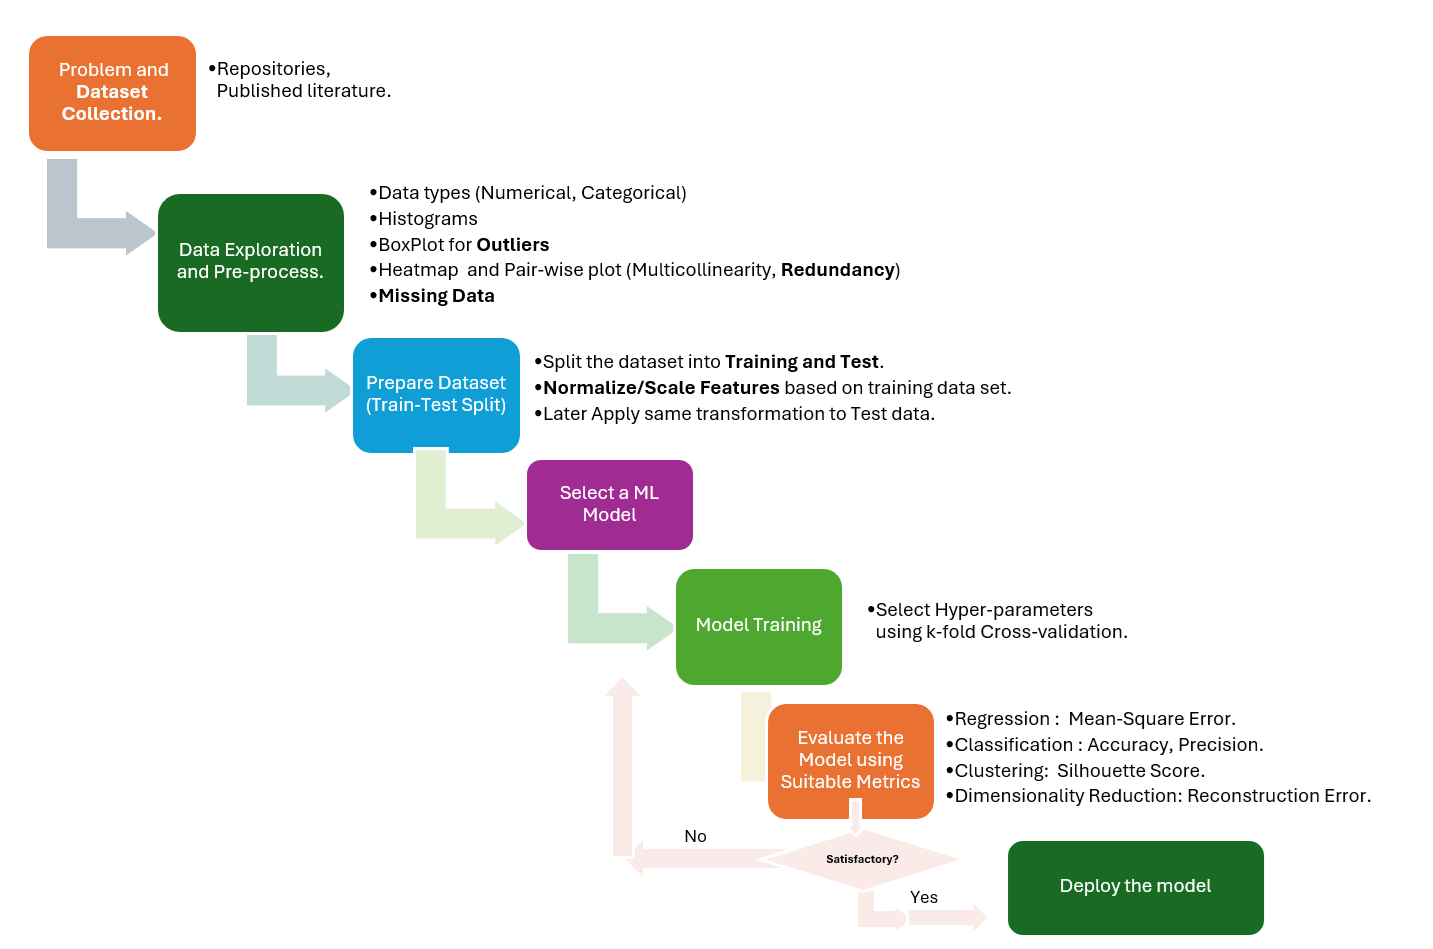 Problem and
Dataset
Collection.
•Repositories,
Published literature.
Data Exploration
and Pre-process.
•Data types (Numerical, Categorical)
•Histograms
•BoxPlot for Outliers
•Heatmap  and Pair-wise plot (Multicollinearity, Redundancy)
•Missing Data
Prepare Dataset
(Train-Test Split)
•Split the dataset into Training and Test.
•Normalize/Scale Features based on training data set.
•Later Apply same transformation to Test data.
Select a ML
Model
Model Training
•Select Hyper-parameters
using k-fold Cross-validation.
Evaluate the
Model using
Suitable Metrics
•Regression :  Mean-Square Error.
•Classification : Accuracy, Precision.
•Clustering:  Silhouette Score.
•Dimensionality Reduction: Reconstruction Error.
No
Satisfactory?
Yes
Deploy the model